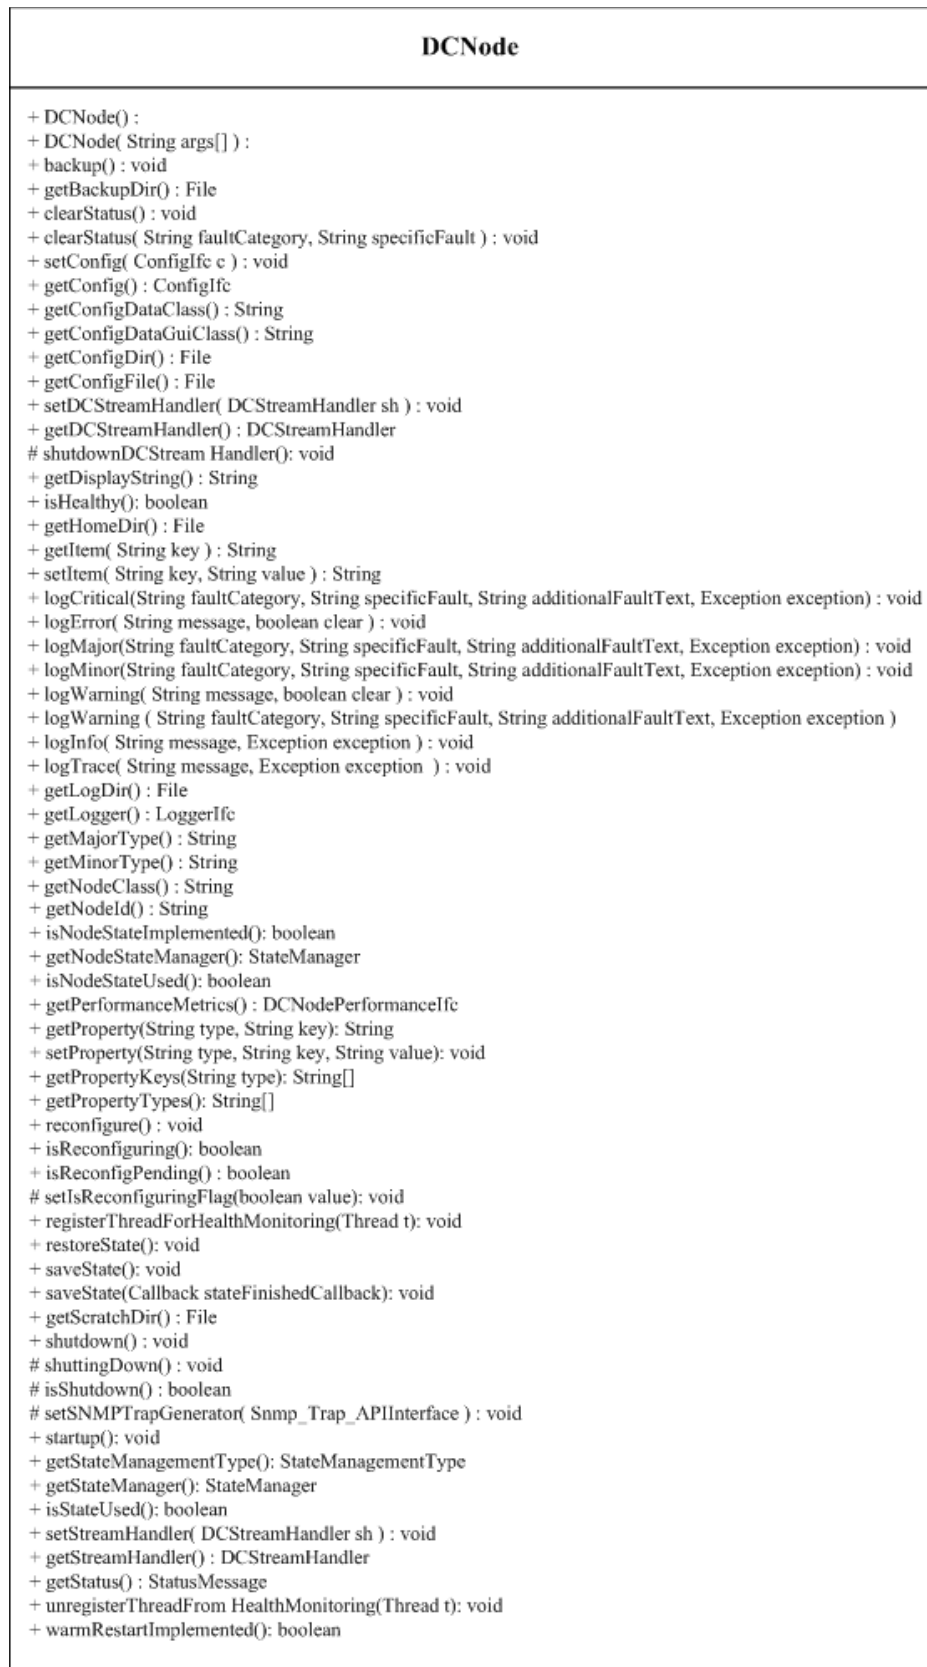 DCNode
+ DCNode() :
+ DCNode( String args[] ) :
+ backup() : void
+ getBackupDir() : File
+ clearStatus() : void
+ clearStatus( String faultCategory, String specificFault ) : void
+ setConfig( ConfigIfc c ) : void
+ getConfig() : ConfigIfc
+ getConfigDataClass() : String
+ getConfigDataGuiClass() : String
+ getConfigDir() : File
+ getConfigFile() : File
+ setDCStreamHandler( DCStreamHandler sh ) : void
+ getDCStreamHandler() : DCStreamHandler
# shutdownDCStream Handler(): void
+ getDisplayString() : String
+ isHealthy(): boolean
+ getHomeDir() : File
+ getItem( String key ) : String
+ setItem( String key, String value ) : String
+ logCritical(String faultCategory, String specificFault, String additionalFaultText, Exception exception) : void
+ logError( String message, boolean clear ) : void
+ logMajor(String faultCategory, String specificFault, String additionalFaultText, Exception exception) : void
+ logMinor(String faultCategory, String specificFault, String additionalFaultText, Exception exception) : void
+ logWarning( String message, boolean clear ) : void
+ logWarning ( String faultCategory, String specificFault, String additionalFaultText, Exception exception )
+ logInfo( String message, Exception exception ) : void
+ logTrace( String message, Exception exception  ) : void
+ getLogDir() : File
+ getLogger() : LoggerIfc
+ getMajorType() : String
+ getMinorType() : String
+ getNodeClass() : String
+ getNodeId() : String
+ isNodeStateImplemented(): boolean
+ getNodeStateManager(): StateManager
+ isNodeStateUsed(): boolean
+ getPerformanceMetrics() : DCNodePerformanceIfc
+ getProperty(String type, String key): String
+ setProperty(String type, String key, String value): void
+ getPropertyKeys(String type): String[]
+ getPropertyTypes(): String[]
+ reconfigure() : void
+ isReconfiguring(): boolean
+ isReconfigPending() : boolean
# setIsReconfiguringFlag(boolean value): void
+ registerThreadForHealthMonitoring(Thread t): void
+ restoreState(): void
+ saveState(): void
+ saveState(Callback stateFinishedCallback): void
+ getScratchDir() : File
+ shutdown() : void
# shuttingDown() : void
# isShutdown() : boolean
# setSNMPTrapGenerator( Snmp_Trap_APIInterface ) : void
+ startup(): void
+ getStateManagementType(): StateManagementType
+ getStateManager(): StateManager
+ isStateUsed(): boolean
+ setStreamHandler( DCStreamHandler sh ) : void
+ getStreamHandler() : DCStreamHandler
+ getStatus() : StatusMessage
+ unregisterThreadFrom HealthMonitoring(Thread t): void
+ warmRestartImplemented(): boolean